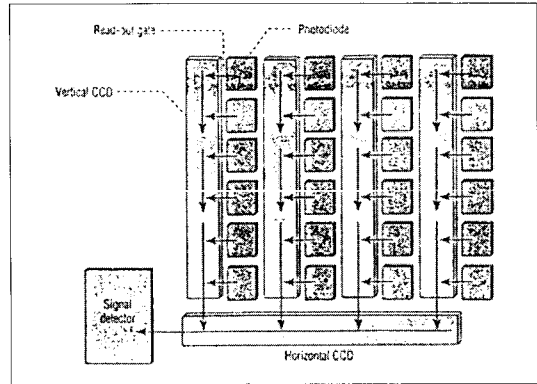 Read-out gate
Photodiode
Vertical CCD
Signal
detector
Horizontal CCD